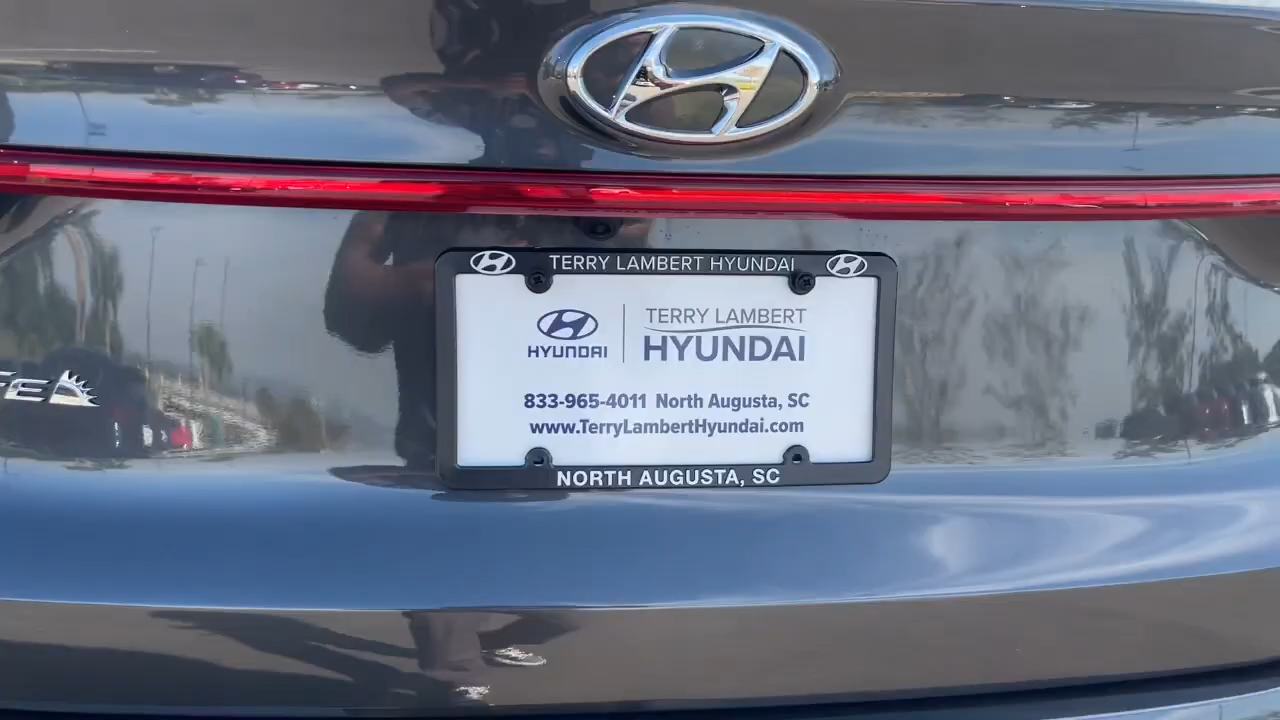 TERRY LAMBERT HYUNDAI
HYUNDAI
TERRY LAMBERT
HYUNDAI
833-965-4011 North Augusta, SC
www.TerryLambertHyundai.com
NORTH AUGUSTA, SC
FE